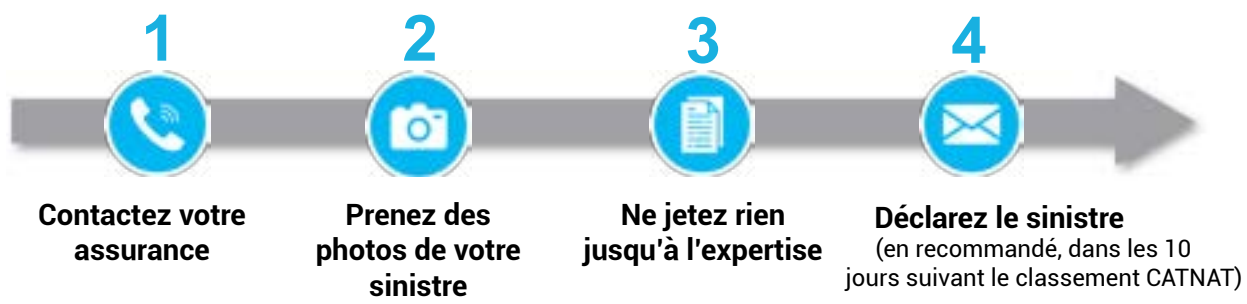 1
2
3
4
Contactez votre
assurance
Prenez des
photos de votre
sinistre
Ne jetez rien
jusqu'à l'expertise
Déclarez le sinistre
(en recommandé, dans les 10
jours suivant le classement CATNAT)